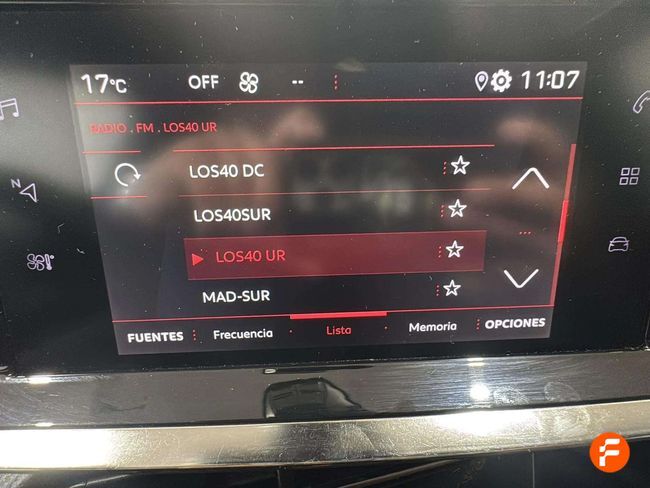 17°C OFF -- 11:07
RADIO . FM . LOS40 UR
LOS40 DC
LOS40SUR
LOS40 UR
MAD-SUR
FUENTES Frecuencia Lista Memoria OPCIONES
N